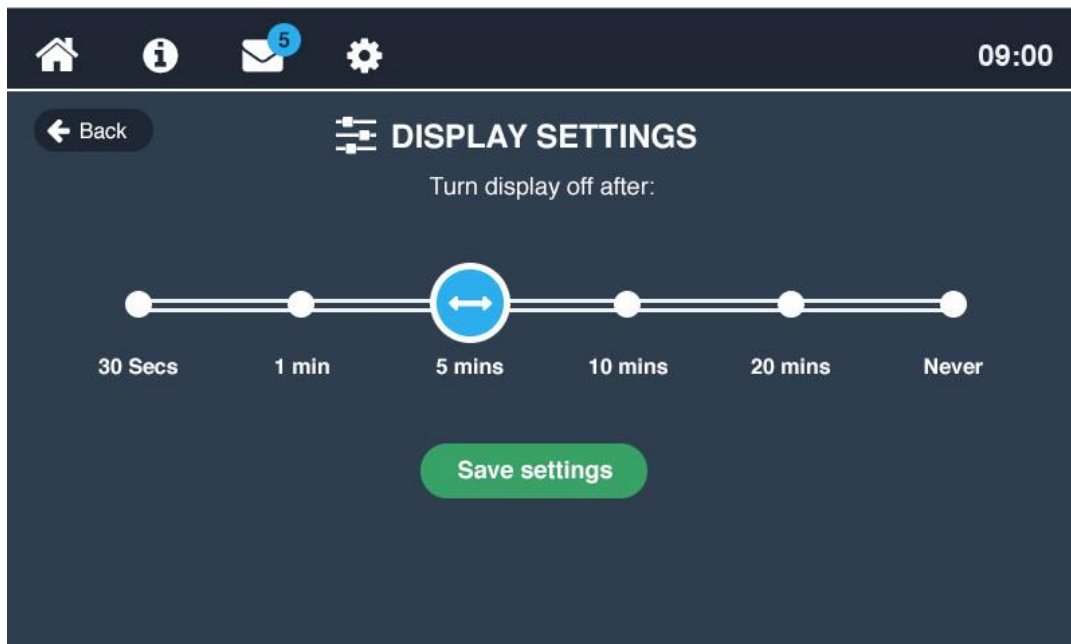 5
09:00
Back
DISPLAY SETTINGS
Turn display off after:
30 Secs 1 min 5 mins 10 mins 20 mins Never
Save settings